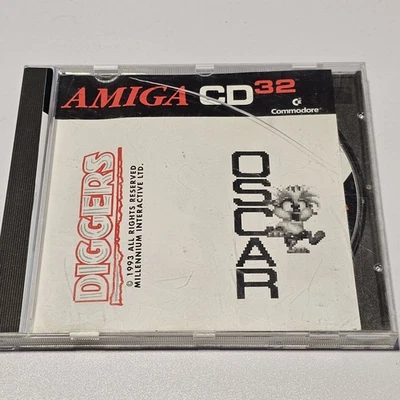 AMIGA CD32
Commodore
DIGGERS
© 1993 ALL RIGHTS RESERVED
MILLENNIUM INTERACTIVE LTD.
OSCAR